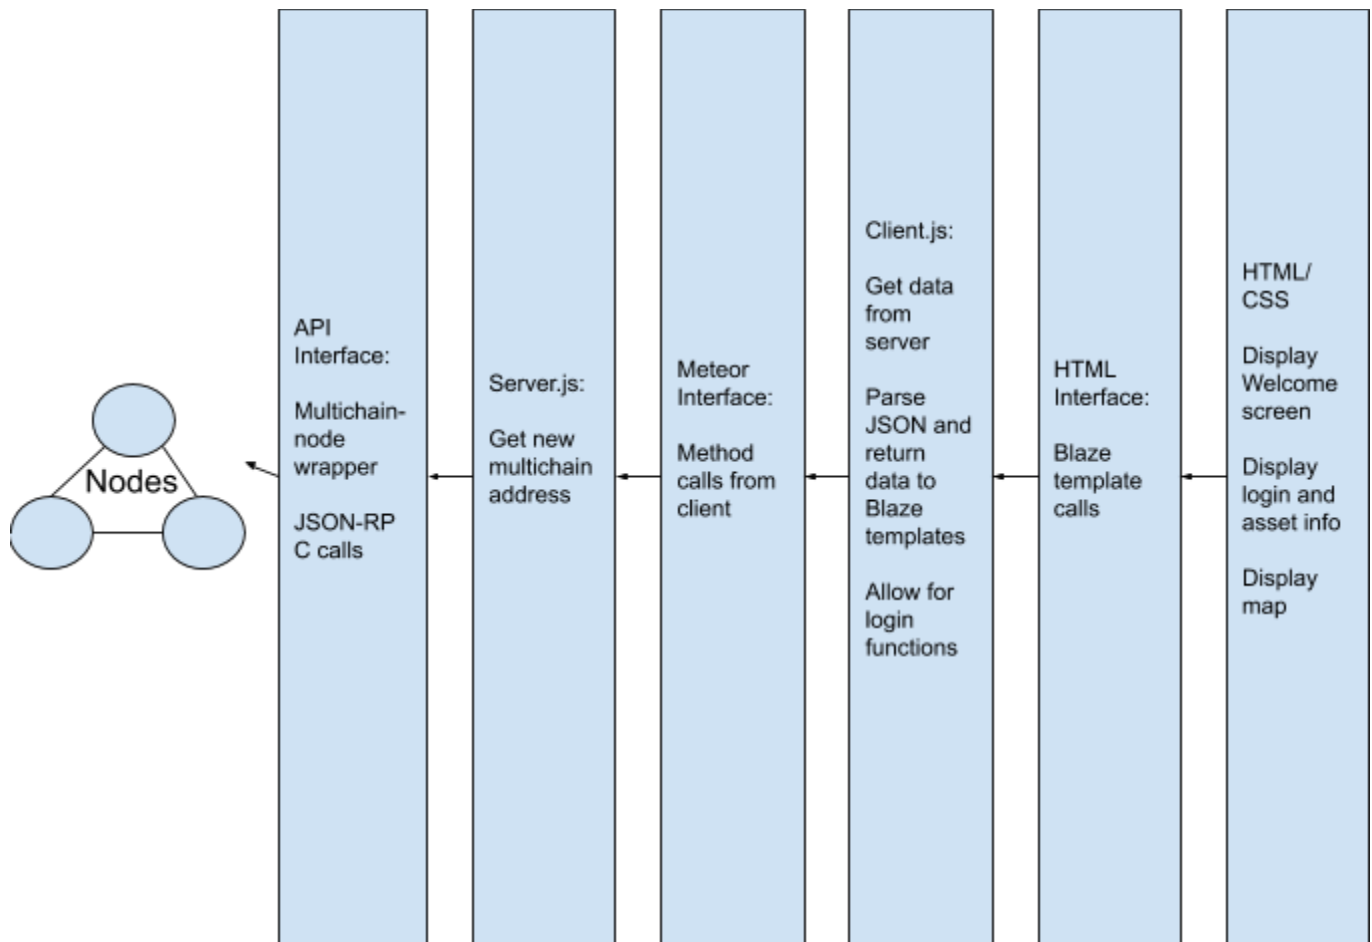 Nodes
API
Interface:
Multichain-
node
wrapper
JSON-RP
C calls
Server.js:
Get new
multichain
address
Meteor
Interface:
Method
calls from
client
Client.js:
Get data
from
server
Parse
JSON and
return
data to
Blaze
templates
Allow for
login
functions
HTML
Interface:
Blaze
template
calls
HTML/
CSS
Display
Welcome
screen
Display
login and
asset info
Display
map